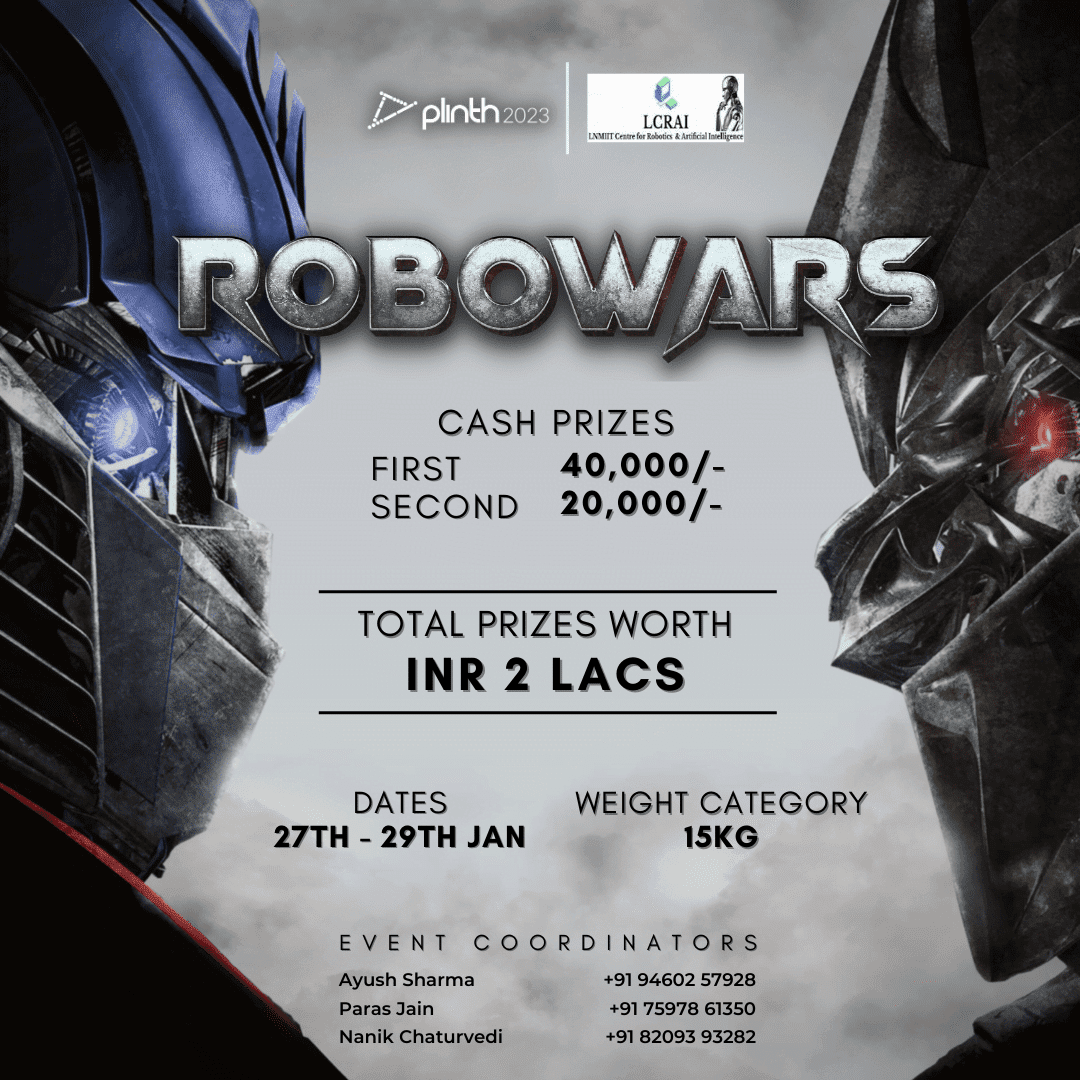 plinth 2023
LCRAI
LNMIIT Centre for Robotics & Artificial Intelligence
ROBOWARS
CASH PRIZES
FIRST 40,000/-
SECOND 20,000/-
TOTAL PRIZES WORTH
INR 2 LACS
DATES
27TH - 29TH JAN
WEIGHT CATEGORY
15KG
EVENT COORDINATORS
Ayush Sharma +91 94602 57928
Paras Jain +91 75978 61350
Nanik Chaturvedi +91 82093 93282